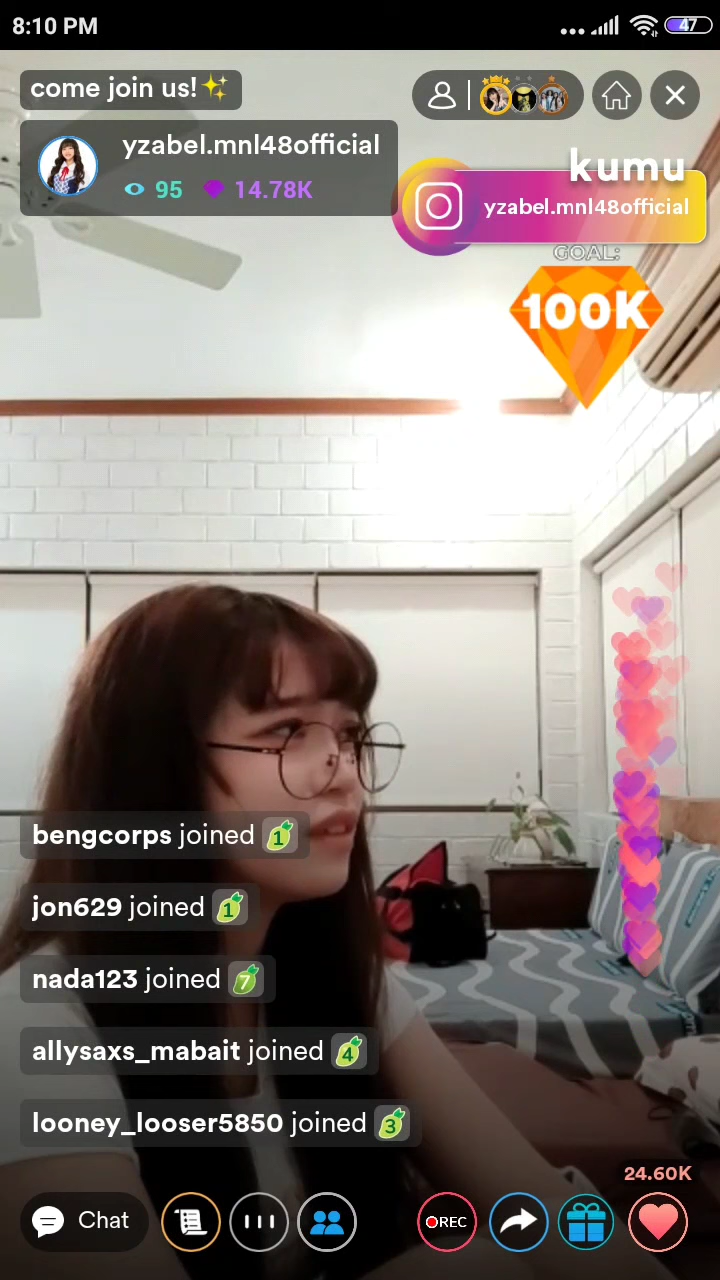 8:10 PM
47
come join us!✨
yzabel.mnl48official
95 14.78K
kumu
yzabel.mnl48official
GOAL:
100K
bengcorps joined 1
jon629 joined 1
nada123 joined 7
allysaxs_mabait joined 4
looney_looser5850 joined 3
24.60K
Chat
REC